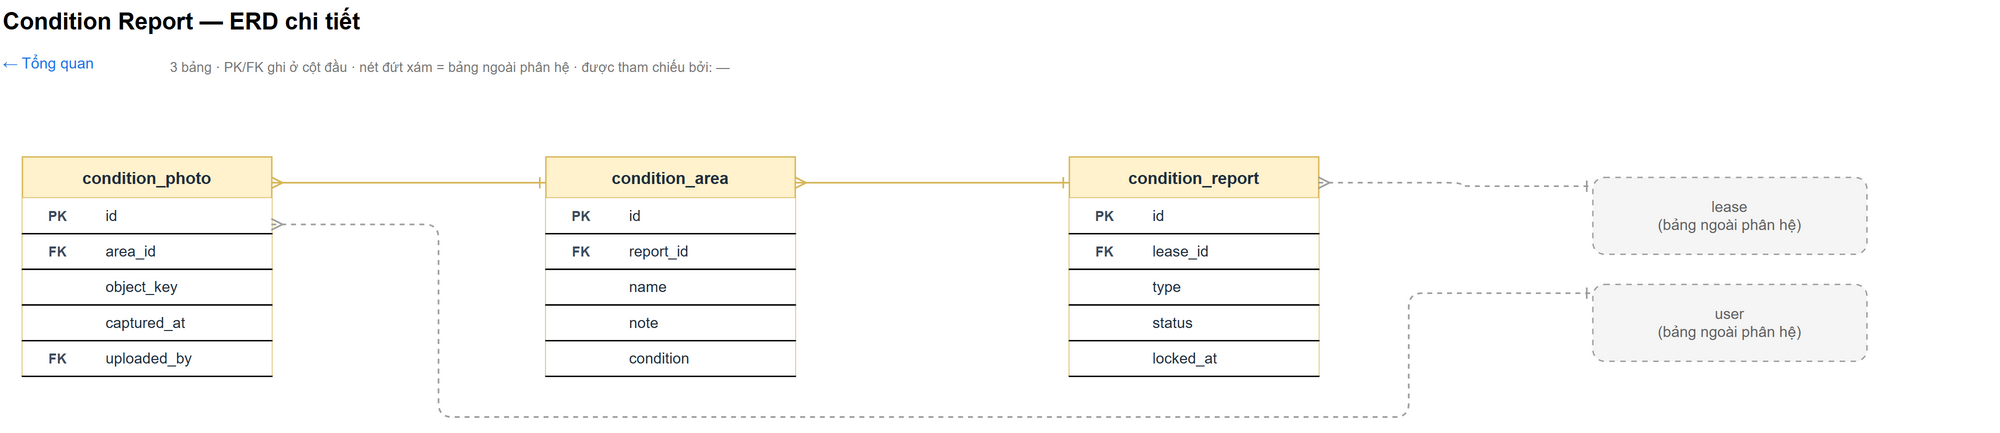 Condition Report — ERD chi tiết
← Tổng quan
3 bảng · PK/FK ghi ở cột đầu · nét đứt xám = bảng ngoài phân hệ · được tham chiếu bởi: —
condition_photo
PK id
FK area_id
object_key
captured_at
FK uploaded_by
condition_area
PK id
FK report_id
name
note
condition
condition_report
PK id
FK lease_id
type
status
locked_at
lease
(bảng ngoài phân hệ)
user
(bảng ngoài phân hệ)